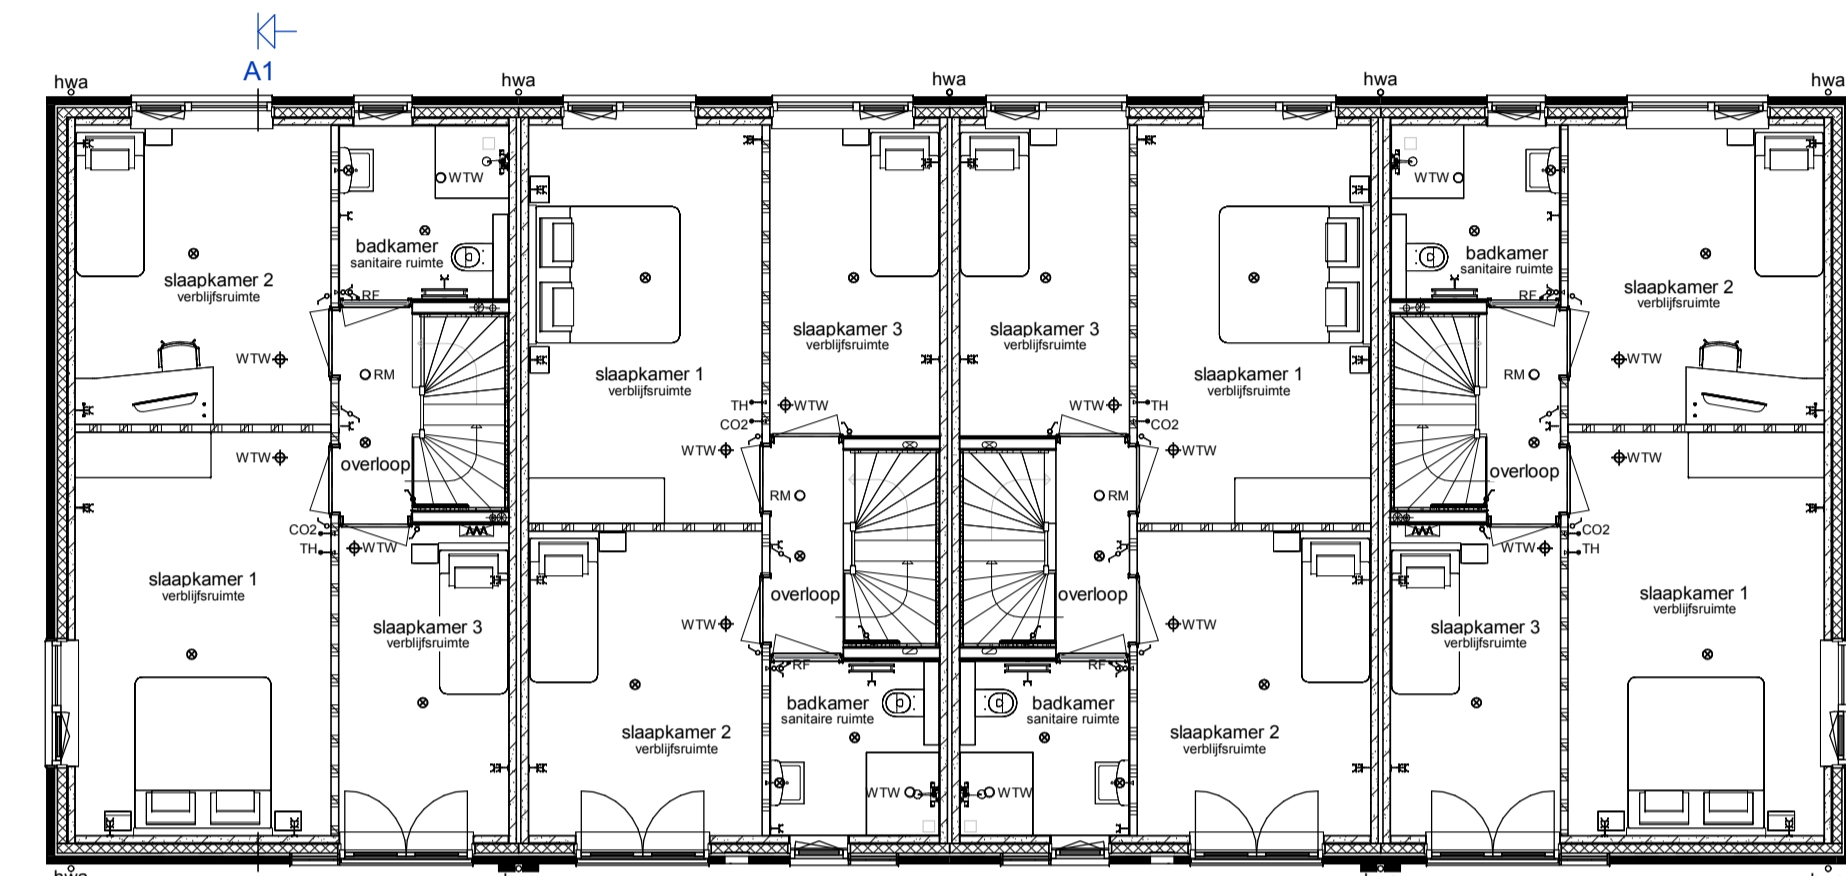 A1
hwa
hwa
hwa
hwa
hwa
WTW
badkamer
sanitaire ruimte
RF
slaapkamer 2
verblijfsruimte
WTW
RM
WTW
overloop
CO2
TH
WTW
slaapkamer 1
verblijfsruimte
slaapkamer 3
verblijfsruimte
slaapkamer 1
verblijfsruimte
slaapkamer 3
verblijfsruimte
TH
WTW
CO2
WTW
RM
overloop
WTW
RF
slaapkamer 2
verblijfsruimte
badkamer
sanitaire ruimte
WTW
slaapkamer 3
verblijfsruimte
slaapkamer 1
verblijfsruimte
WTW
TH
CO2
WTW
RM
overloop
WTW
RF
badkamer
sanitaire ruimte
slaapkamer 2
verblijfsruimte
WTW
WTW
badkamer
sanitaire ruimte
RF
slaapkamer 2
verblijfsruimte
WTW
RM
WTW
overloop
CO2
WTW
TH
slaapkamer 1
verblijfsruimte
slaapkamer 3
verblijfsruimte
hwa